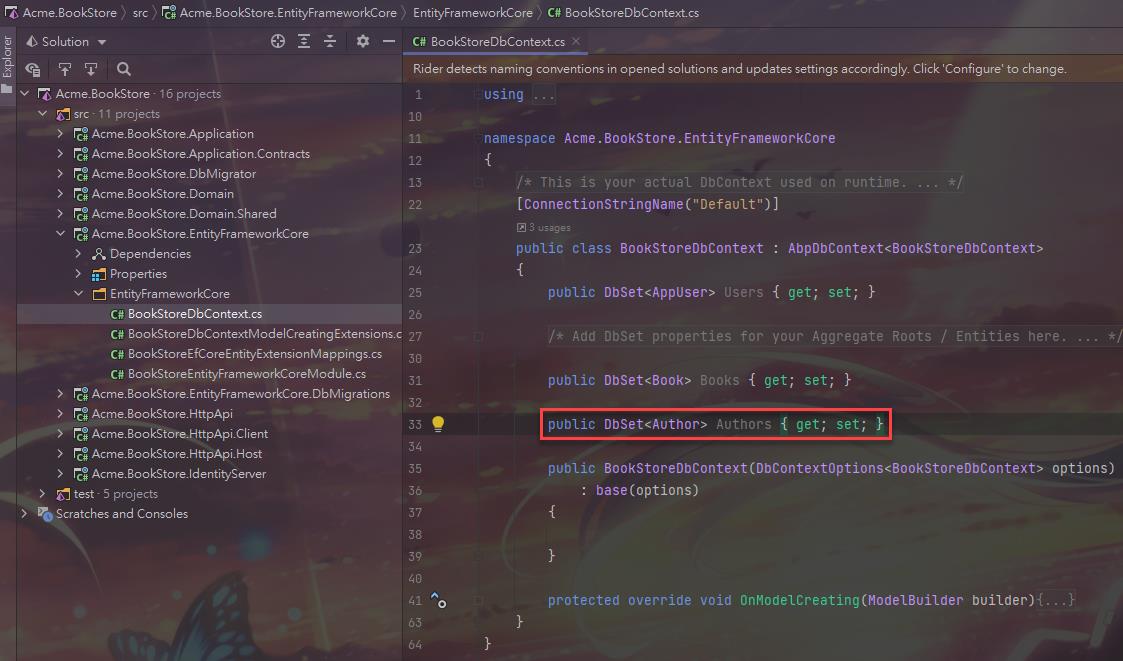 Acme.BookStore 〉 src 〉 Acme.BookStore.EntityFrameworkCore 〉 EntityFrameworkCore 〉 C# BookStoreDbContext.cs
Explorer
Solution
Acme.BookStore · 16 projects
src · 11 projects
C# Acme.BookStore.Application
C# Acme.BookStore.Application.Contracts
C# Acme.BookStore.DbMigrator
C# Acme.BookStore.Domain
C# Acme.BookStore.Domain.Shared
C# Acme.BookStore.EntityFrameworkCore
Dependencies
Properties
EntityFrameworkCore
C# BookStoreDbContext.cs
C# BookStoreDbContextModelCreatingExtensions.c
C# BookStoreEfCoreEntityExtensionMappings.cs
C# BookStoreEntityFrameworkCoreModule.cs
C# Acme.BookStore.EntityFrameworkCore.DbMigrations
C# Acme.BookStore.HttpApi
C# Acme.BookStore.HttpApi.Client
C# Acme.BookStore.HttpApi.Host
C# Acme.BookStore.IdentityServer
test · 5 projects
Scratches and Consoles
C# BookStoreDbContext.cs ×
Rider detects naming conventions in opened solutions and updates settings accordingly. Click 'Configure' to change.
1 using ...
10
11 namespace Acme.BookStore.EntityFrameworkCore
12 {
13 /* This is your actual DbContext used on runtime. ... */
22 [ConnectionStringName("Default")]
3 usages
23 public class BookStoreDbContext : AbpDbContext<BookStoreDbContext>
24 {
25 public DbSet<AppUser> Users { get; set; }
26
27 /* Add DbSet properties for your Aggregate Roots / Entities here. ... */
30
31 public DbSet<Book> Books { get; set; }
32
33 public DbSet<Author> Authors { get; set; }
34
35 public BookStoreDbContext(DbContextOptions<BookStoreDbContext> options)
36 : base(options)
37 {
38
39 }
40
41 protected override void OnModelCreating(ModelBuilder builder){...}
63 }
64 }